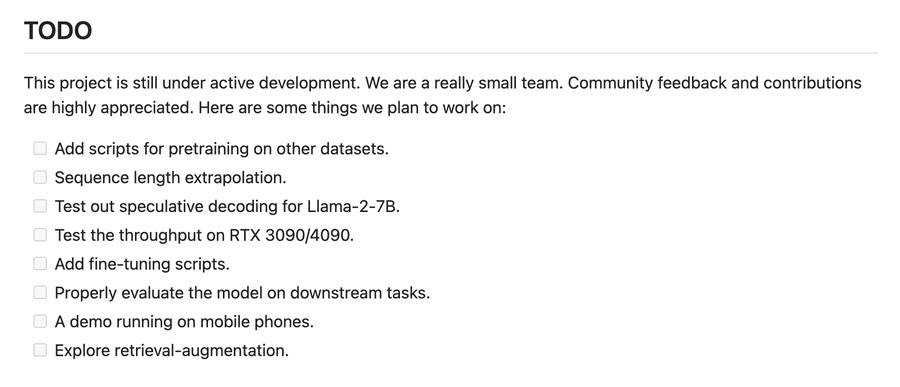 TODO
This project is still under active development. We are a really small team. Community feedback and contributions
are highly appreciated. Here are some things we plan to work on:
Add scripts for pretraining on other datasets.
Sequence length extrapolation.
Test out speculative decoding for Llama-2-7B.
Test the throughput on RTX 3090/4090.
Add fine-tuning scripts.
Properly evaluate the model on downstream tasks.
A demo running on mobile phones.
Explore retrieval-augmentation.